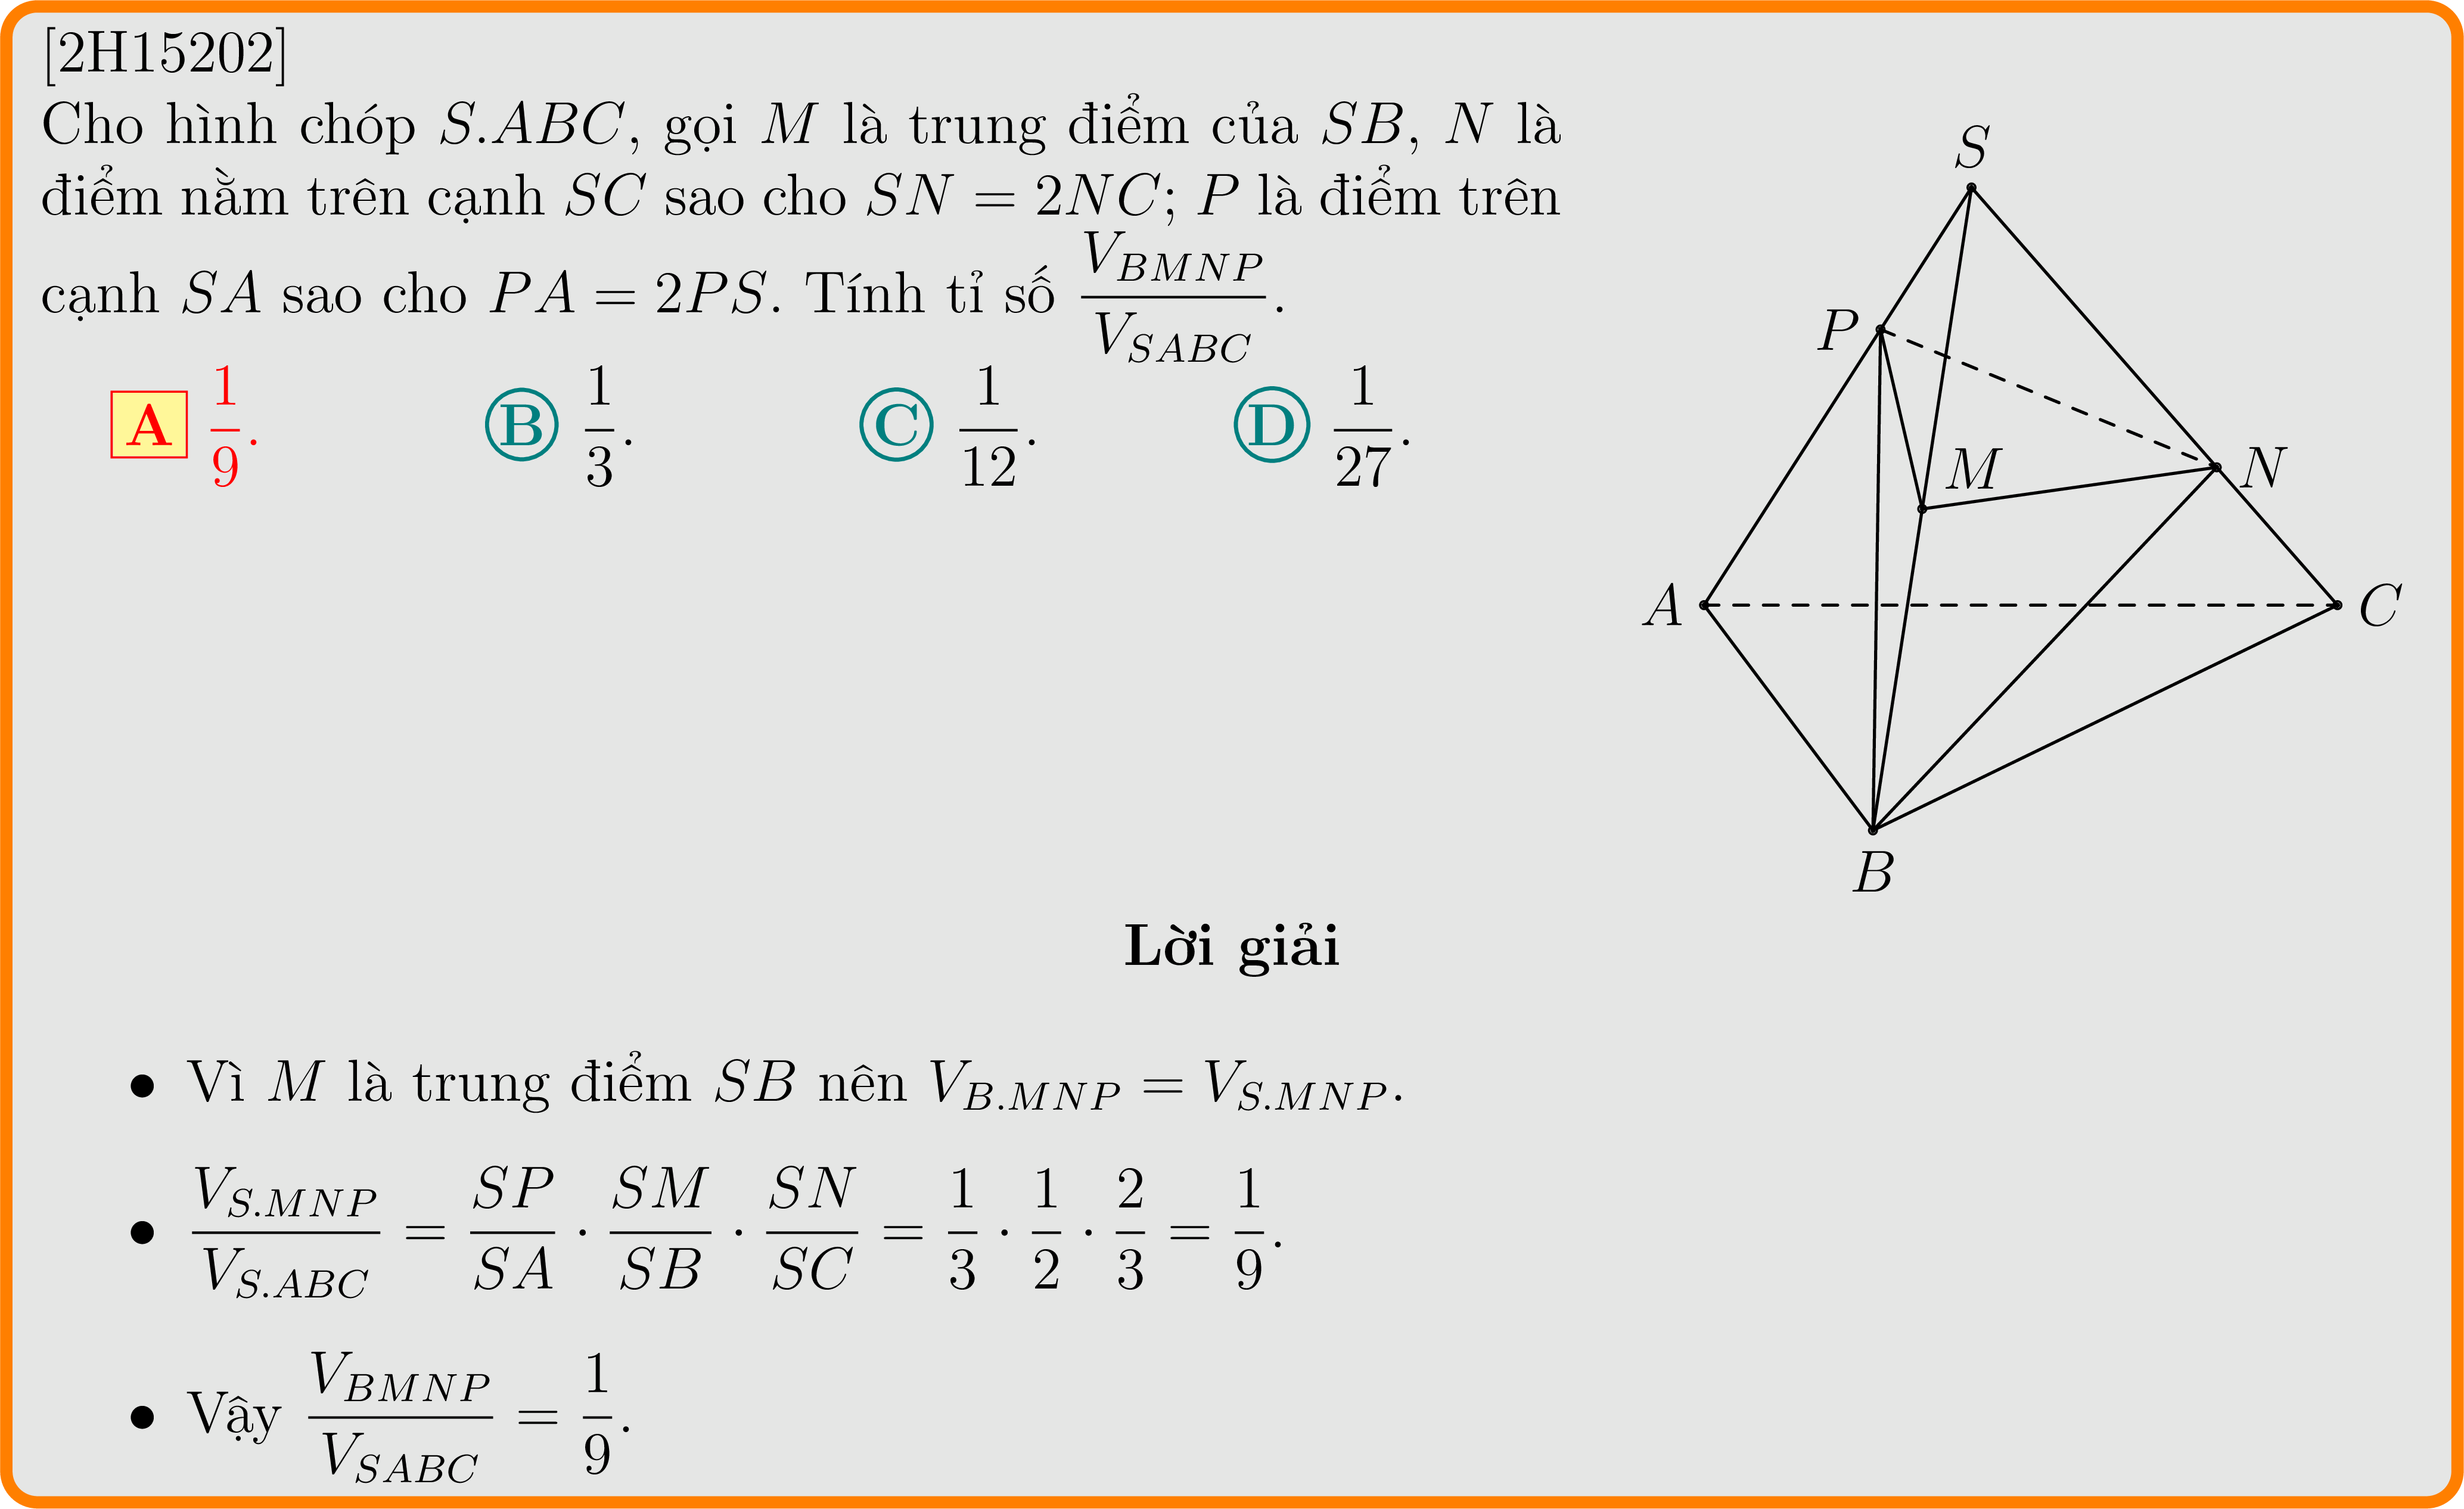 [2H15202]
Cho hình chóp S.ABC, gọi M là trung điểm của SB, N là
điểm nằm trên cạnh SC sao cho SN = 2NC; P là điểm trên
cạnh SA sao cho PA = 2PS. Tính tỉ số \frac{V_{BMNP}}{V_{SABC}}.
A \frac{1}{9}. B \frac{1}{3}. C \frac{1}{12}. D \frac{1}{27}.
S
P
M
N
A
C
B
Lời giải
• Vì M là trung điểm SB nên V_{B.MNP} = V_{S.MNP}.
• \frac{V_{S.MNP}}{V_{S.ABC}} = \frac{SP}{SA} · \frac{SM}{SB} · \frac{SN}{SC} = \frac{1}{3} · \frac{1}{2} · \frac{2}{3} = \frac{1}{9}.
• Vậy \frac{V_{BMNP}}{V_{SABC}} = \frac{1}{9}.